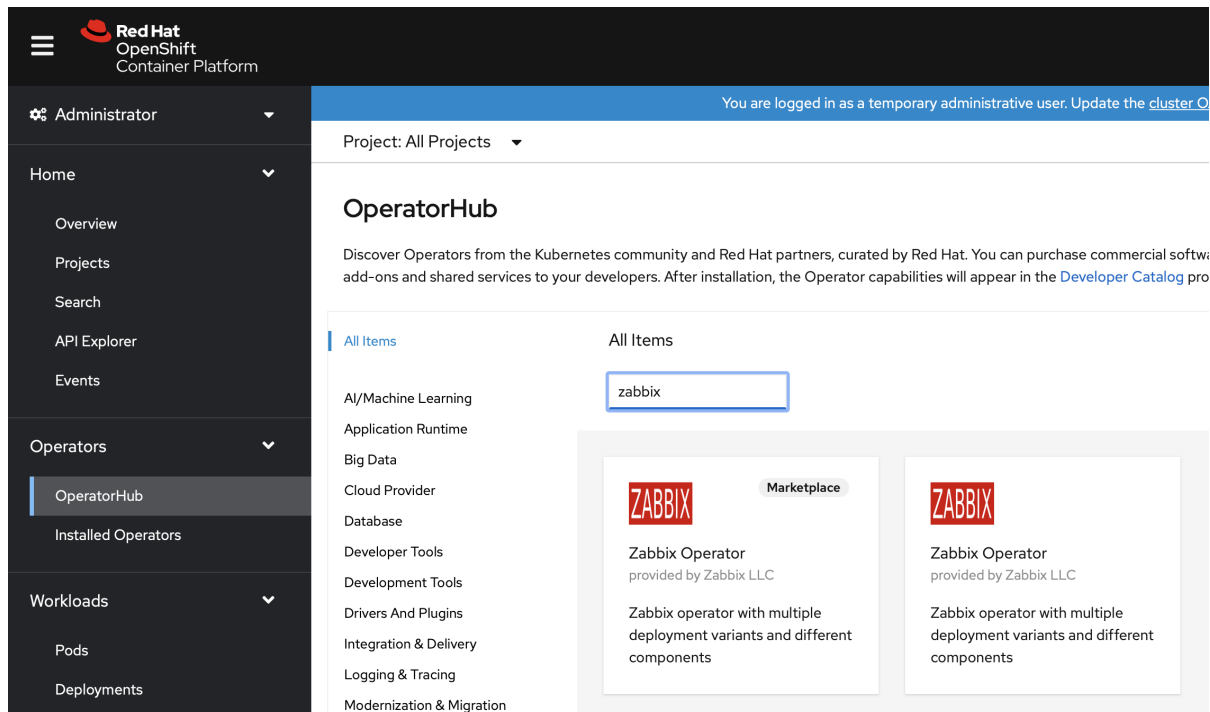 Red Hat
OpenShift
Container Platform
Administrator
You are logged in as a temporary administrative user. Update the cluster O
Project: All Projects
Home
Overview
Projects
Search
API Explorer
Events
Operators
OperatorHub
Installed Operators
Workloads
Pods
Deployments
OperatorHub
Discover Operators from the Kubernetes community and Red Hat partners, curated by Red Hat. You can purchase commercial softwa
add-ons and shared services to your developers. After installation, the Operator capabilities will appear in the Developer Catalog pro
All Items
AI/Machine Learning
Application Runtime
Big Data
Cloud Provider
Database
Developer Tools
Development Tools
Drivers And Plugins
Integration & Delivery
Logging & Tracing
Modernization & Migration
All Items
zabbix
ZABBIX
Marketplace
Zabbix Operator
provided by Zabbix LLC
Zabbix operator with multiple
deployment variants and different
components
ZABBIX
Zabbix Operator
provided by Zabbix LLC
Zabbix operator with multiple
deployment variants and different
components